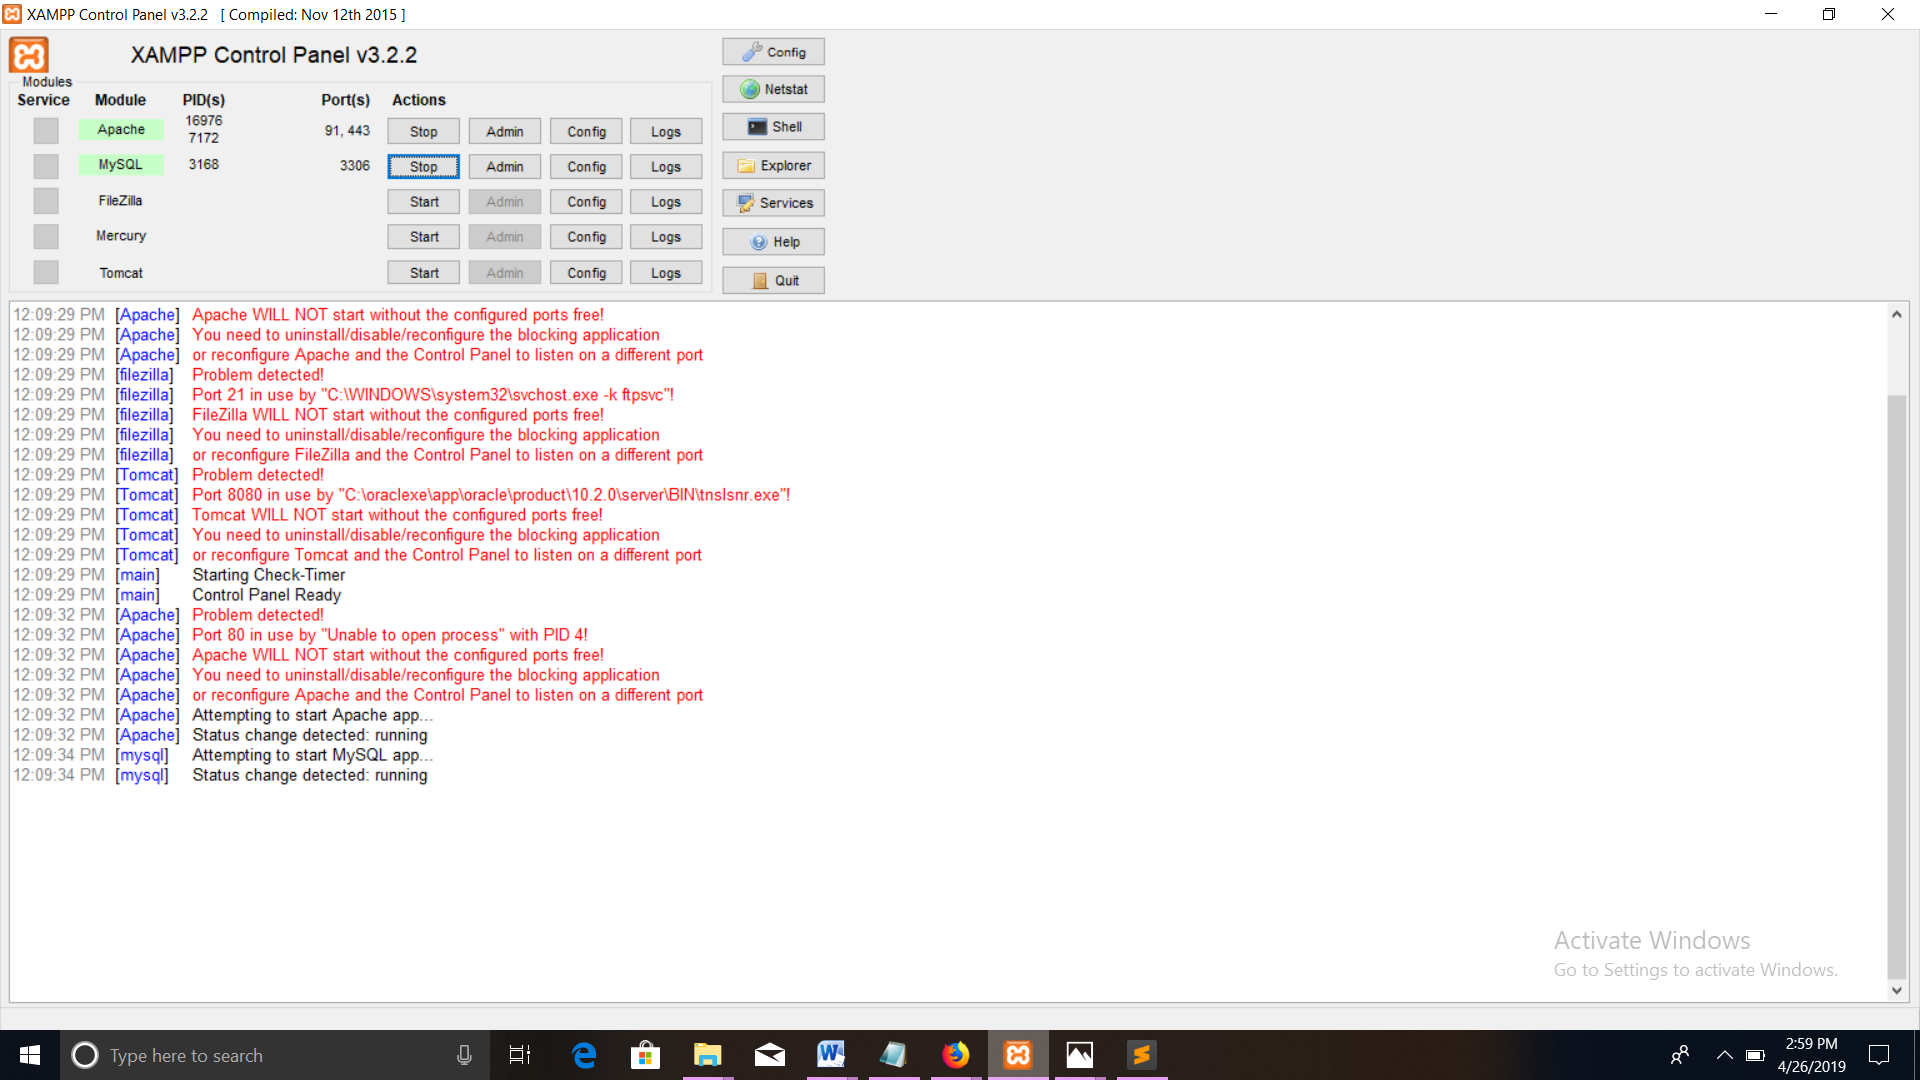 XAMPP Control Panel v3.2.2 [ Compiled: Nov 12th 2015 ]
XAMPP Control Panel v3.2.2
Config
Modules
Service Module PID(s) Port(s) Actions
Netstat
Apache 16976 7172 91, 443 Stop Admin Config Logs
Shell
MySQL 3168 3306 Stop Admin Config Logs
Explorer
FileZilla Start Admin Config Logs
Services
Mercury Start Admin Config Logs
Help
Tomcat Start Admin Config Logs
Quit
12:09:29 PM [Apache] Apache WILL NOT start without the configured ports free!
12:09:29 PM [Apache] You need to uninstall/disable/reconfigure the blocking application
12:09:29 PM [Apache] or reconfigure Apache and the Control Panel to listen on a different port
12:09:29 PM [filezilla] Problem detected!
12:09:29 PM [filezilla] Port 21 in use by "C:\WINDOWS\system32\svchost.exe -k ftpsvc"!
12:09:29 PM [filezilla] FileZilla WILL NOT start without the configured ports free!
12:09:29 PM [filezilla] You need to uninstall/disable/reconfigure the blocking application
12:09:29 PM [filezilla] or reconfigure FileZilla and the Control Panel to listen on a different port
12:09:29 PM [Tomcat] Problem detected!
12:09:29 PM [Tomcat] Port 8080 in use by "C:\oraclexe\app\oracle\product\10.2.0\server\BIN\tnslsnr.exe"!
12:09:29 PM [Tomcat] Tomcat WILL NOT start without the configured ports free!
12:09:29 PM [Tomcat] You need to uninstall/disable/reconfigure the blocking application
12:09:29 PM [Tomcat] or reconfigure Tomcat and the Control Panel to listen on a different port
12:09:29 PM [main] Starting Check-Timer
12:09:29 PM [main] Control Panel Ready
12:09:32 PM [Apache] Problem detected!
12:09:32 PM [Apache] Port 80 in use by "Unable to open process" with PID 4!
12:09:32 PM [Apache] Apache WILL NOT start without the configured ports free!
12:09:32 PM [Apache] You need to uninstall/disable/reconfigure the blocking application
12:09:32 PM [Apache] or reconfigure Apache and the Control Panel to listen on a different port
12:09:32 PM [Apache] Attempting to start Apache app...
12:09:32 PM [Apache] Status change detected: running
12:09:34 PM [mysql] Attempting to start MySQL app...
12:09:34 PM [mysql] Status change detected: running
Activate Windows
Go to Settings to activate Windows.
Type here to search
2:59 PM
4/26/2019